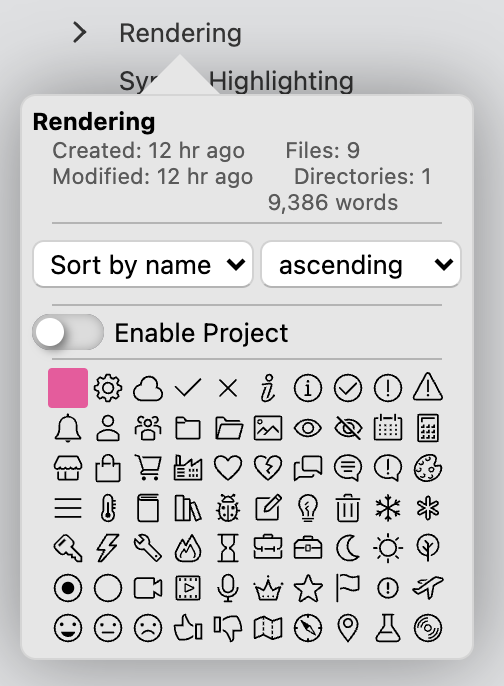 Rendering
Highlighting
Rendering
Created: 12 hr ago Files: 9
Modified: 12 hr ago Directories: 1
9,386 words
Sort by name ascending
Enable Project